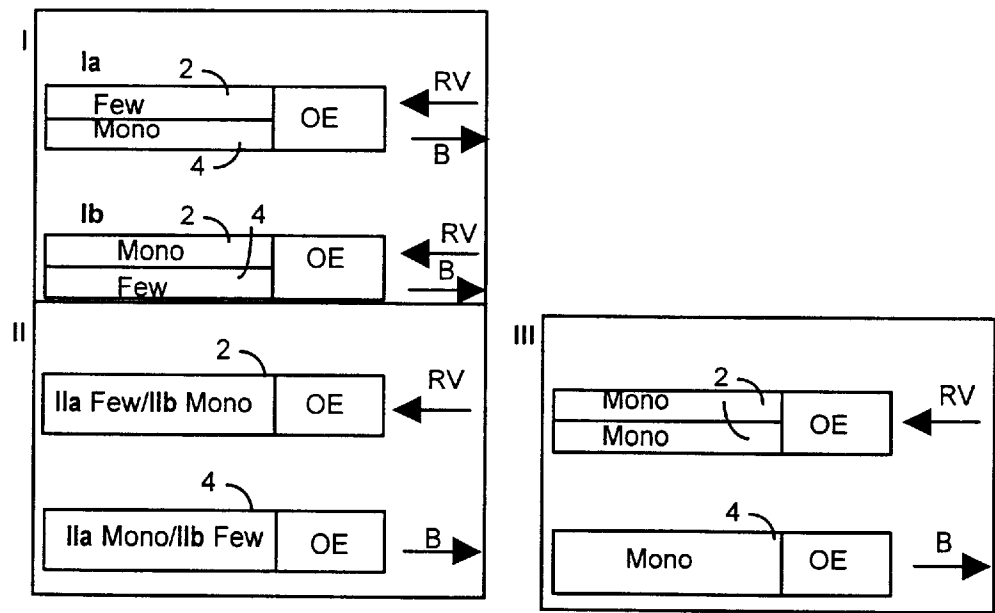 I
Ia
2
RV
Few
OE
Mono
B
4
Ib
2
4
RV
Mono
OE
B
Few
II
2
RV
IIa Few/IIb Mono
OE
4
IIa Mono/IIb Few
OE
B
III
2
RV
Mono
OE
Mono
4
B
Mono
OE